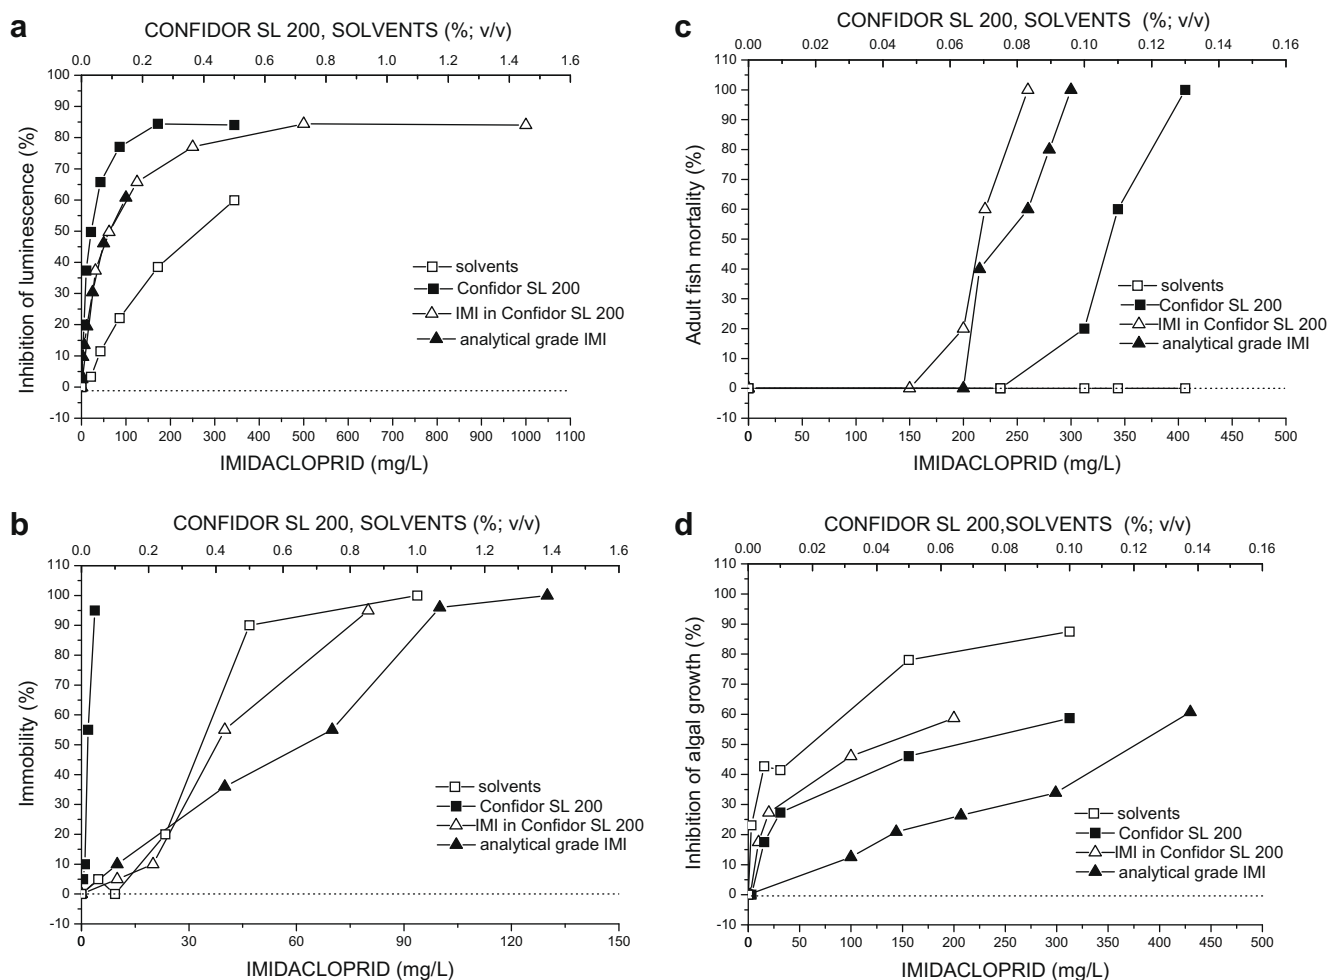 a
CONFIDOR SL 200, SOLVENTS (%; v/v)
0.0 0.2 0.4 0.6 0.8 1.0 1.2 1.4 1.6
Inhibition of luminescence (%)
100
90
80
70
60
50
40
30
20
10
0
-10
solvents
Confidor SL 200
IMI in Confidor SL 200
analytical grade IMI
0 100 200 300 400 500 600 700 800 900 1000 1100
IMIDACLOPRID (mg/L)
c
CONFIDOR SL 200, SOLVENTS (%; v/v)
0.00 0.02 0.04 0.06 0.08 0.10 0.12 0.14 0.16
Adult fish mortality (%)
110
100
90
80
70
60
50
40
30
20
10
0
-10
solvents
Confidor SL 200
IMI in Confidor SL 200
analytical grade IMI
0 50 100 150 200 250 300 350 400 450 500
IMIDACLOPRID (mg/L)
b
CONFIDOR SL 200, SOLVENTS (%; v/v)
0.0 0.2 0.4 0.6 0.8 1.0 1.2 1.4 1.6
Immobility (%)
110
100
90
80
70
60
50
40
30
20
10
0
-10
solvents
Confidor SL 200
IMI in Confidor SL 200
analytical grade IMI
0 30 60 90 120 150
IMIDACLOPRID (mg/L)
d
CONFIDOR SL 200,SOLVENTS (%; v/v)
0.00 0.02 0.04 0.06 0.08 0.10 0.12 0.14 0.16
Inhibition of algal growth (%)
110
100
90
80
70
60
50
40
30
20
10
0
-10
solvents
Confidor SL 200
IMI in Confidor SL 200
analytical grade IMI
0 50 100 150 200 250 300 350 400 450 500
IMIDACLOPRID (mg/L)